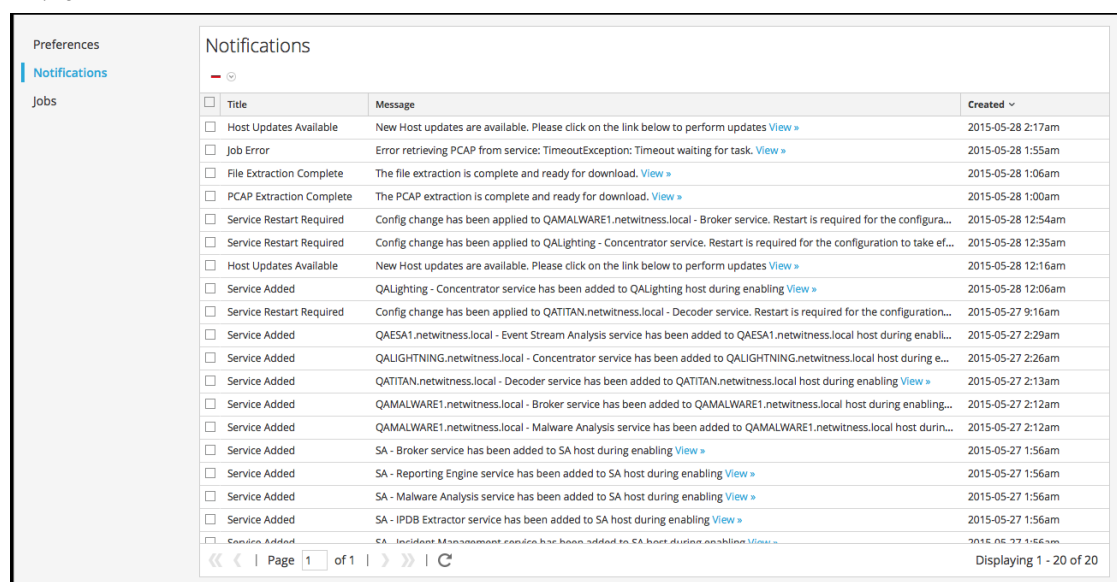 Preferences
Notifications
Jobs
Notifications
Title Message Created
Host Updates Available New Host updates are available. Please click on the link below to perform updates View » 2015-05-28 2:17am
Job Error Error retrieving PCAP from service: TimeoutException: Timeout waiting for task. View » 2015-05-28 1:55am
File Extraction Complete The file extraction is complete and ready for download. View » 2015-05-28 1:06am
PCAP Extraction Complete The PCAP extraction is complete and ready for download. View » 2015-05-28 1:00am
Service Restart Required Config change has been applied to QAMALWARE1.netwitness.local - Broker service. Restart is required for the configura... 2015-05-28 12:54am
Service Restart Required Config change has been applied to QALighting - Concentrator service. Restart is required for the configuration to take ef... 2015-05-28 12:35am
Host Updates Available New Host updates are available. Please click on the link below to perform updates View » 2015-05-28 12:16am
Service Added QALighting - Concentrator service has been added to QALighting host during enabling View » 2015-05-28 12:06am
Service Restart Required Config change has been applied to QATITAN.netwitness.local - Decoder service. Restart is required for the configuration... 2015-05-27 9:16am
Service Added QAESA1.netwitness.local - Event Stream Analysis service has been added to QAESA1.netwitness.local host during enabli... 2015-05-27 2:29am
Service Added QALIGHTNING.netwitness.local - Concentrator service has been added to QALIGHTNING.netwitness.local host during e... 2015-05-27 2:26am
Service Added QATITAN.netwitness.local - Decoder service has been added to QATITAN.netwitness.local host during enabling View » 2015-05-27 2:13am
Service Added QAMALWARE1.netwitness.local - Broker service has been added to QAMALWARE1.netwitness.local host during enabling... 2015-05-27 2:12am
Service Added QAMALWARE1.netwitness.local - Malware Analysis service has been added to QAMALWARE1.netwitness.local host durin... 2015-05-27 2:12am
Service Added SA - Broker service has been added to SA host during enabling View » 2015-05-27 1:56am
Service Added SA - Reporting Engine service has been added to SA host during enabling View » 2015-05-27 1:56am
Service Added SA - Malware Analysis service has been added to SA host during enabling View » 2015-05-27 1:56am
Service Added SA - IPDB Extractor service has been added to SA host during enabling View » 2015-05-27 1:56am
Service Added SA - Incident Management service has been added to SA host during enabling View » 2015-05-27 1:56am
Page 1 of 1 Displaying 1 - 20 of 20